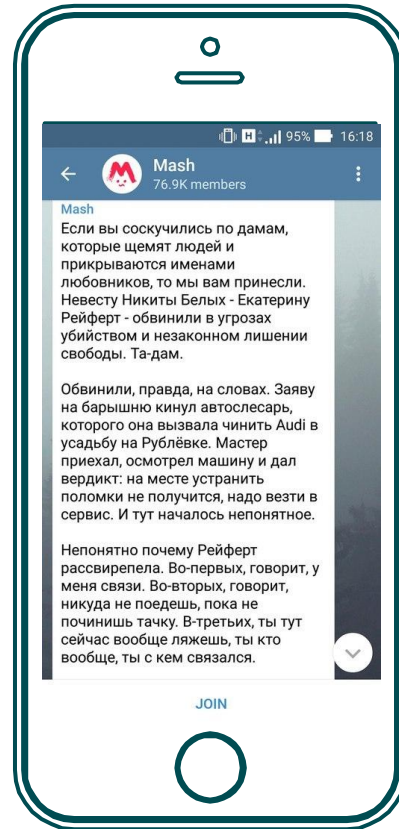 95% 16:18
Mash
76.9K members
Mash
Если вы соскучились по дамам,
которые щемят людей и
прикрываются именами
любовников, то мы вам принесли.
Невесту Никиты Белых - Екатерину
Рейферт - обвинили в угрозах
убийством и незаконном лишении
свободы. Та-дам.
Обвинили, правда, на словах. Заяву
на барышню кинул автослесарь,
которого она вызвала чинить Audi в
усадьбу на Рублёвке. Мастер
приехал, осмотрел машину и дал
вердикт: на месте устранить
поломки не получится, надо везти в
сервис. И тут началось непонятное.
Непонятно почему Рейферт
рассвирепела. Во-первых, говорит, у
меня связи. Во-вторых, говорит,
никуда не поедешь, пока не
починишь тачку. В-третьих, ты тут
сейчас вообще ляжешь, ты кто
вообще, ты с кем связался.
JOIN